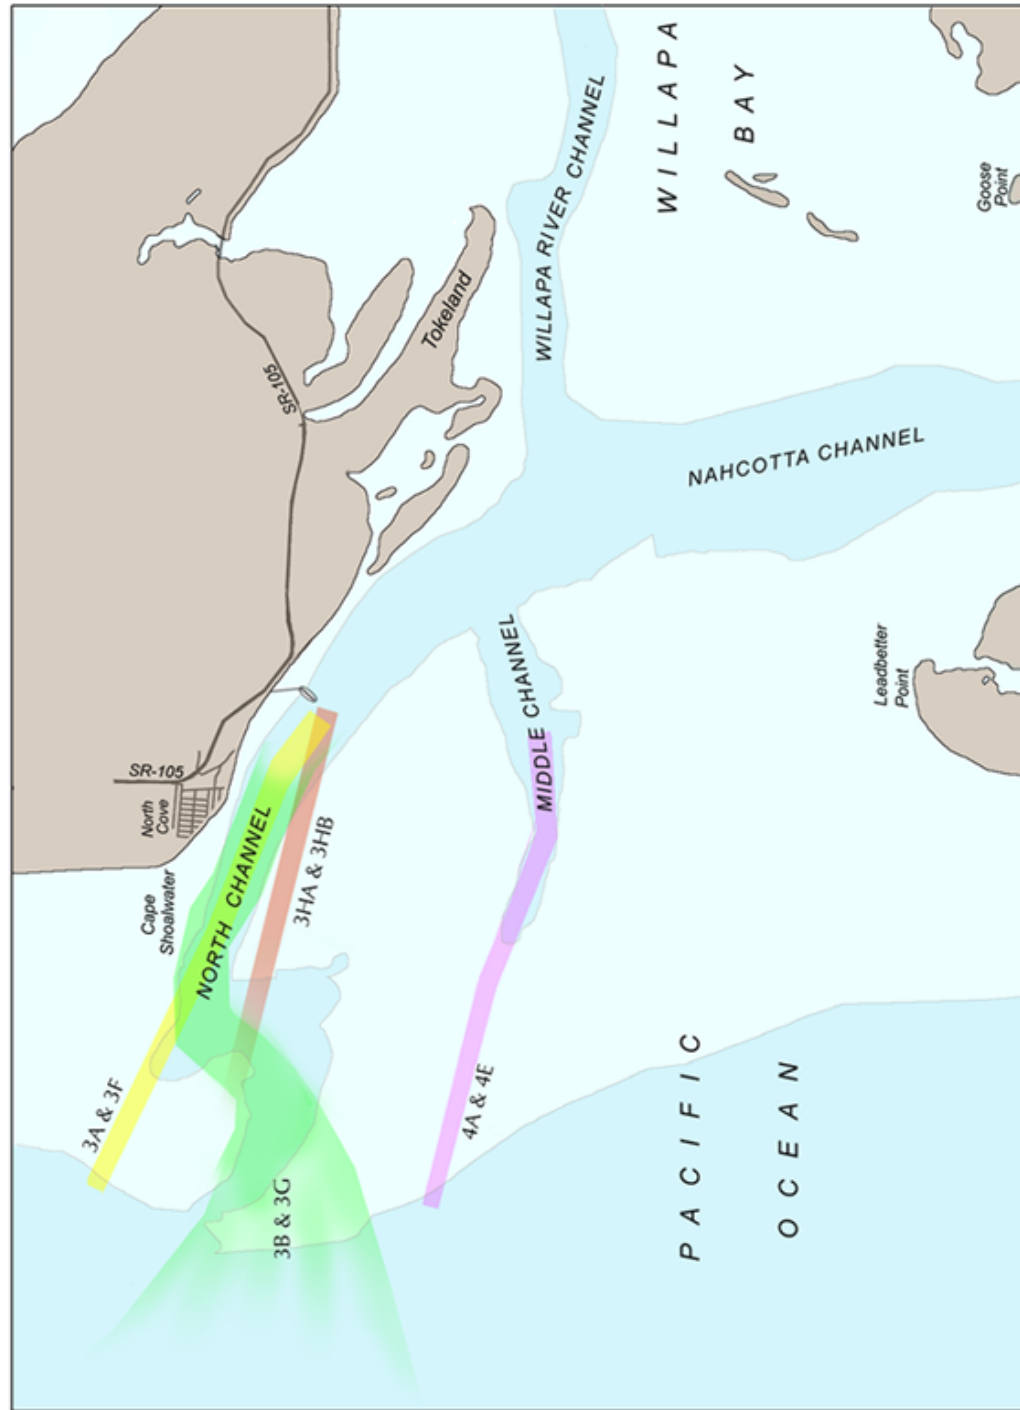 WILLAPA
BAY
WILLAPA RIVER CHANNEL
Goose
Point
Tokeland
SR-105
NAHCOTTA CHANNEL
Leadbetter
Point
MIDDLE CHANNEL
SR-105
North
Cove
Cape
Shoalwater
NORTH CHANNEL
3HA & 3HB
3A & 3F
3B & 3G
4A & 4E
PACIFIC
OCEAN